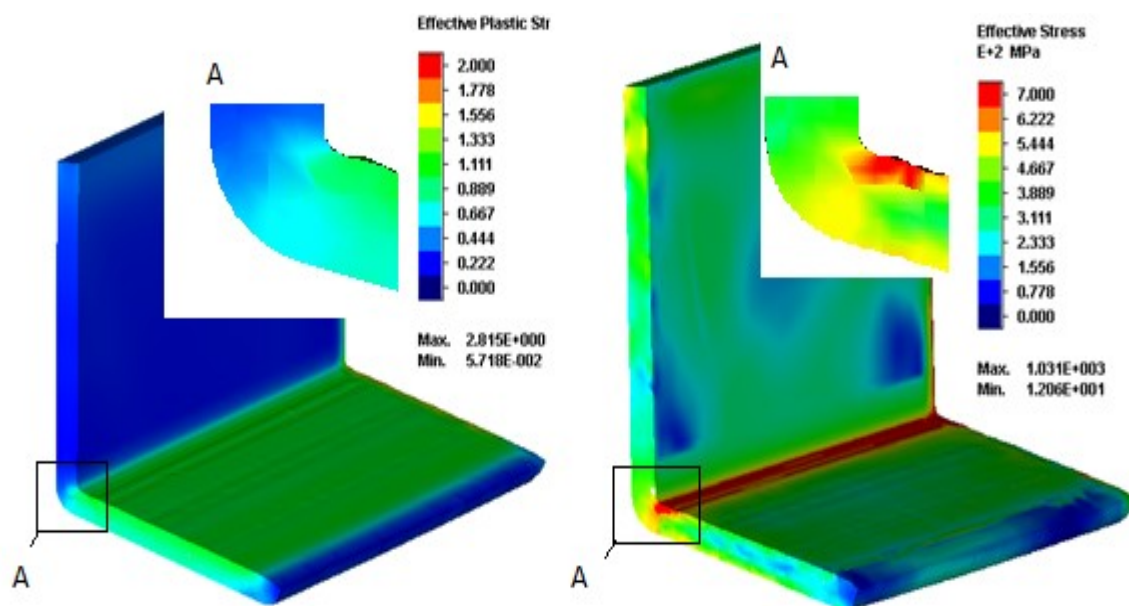 Effective Plastic Str
A
2.000
1.778
1.556
1.333
1.111
0.889
0.667
0.444
0.222
0.000
Max. 2.815E+000
Min. 5.718E-002
A
Effective Stress
E+2 MPa
A
7.000
6.222
5.444
4.667
3.889
3.111
2.333
1.556
0.778
0.000
Max. 1.031E+003
Min. 1.206E+001
A